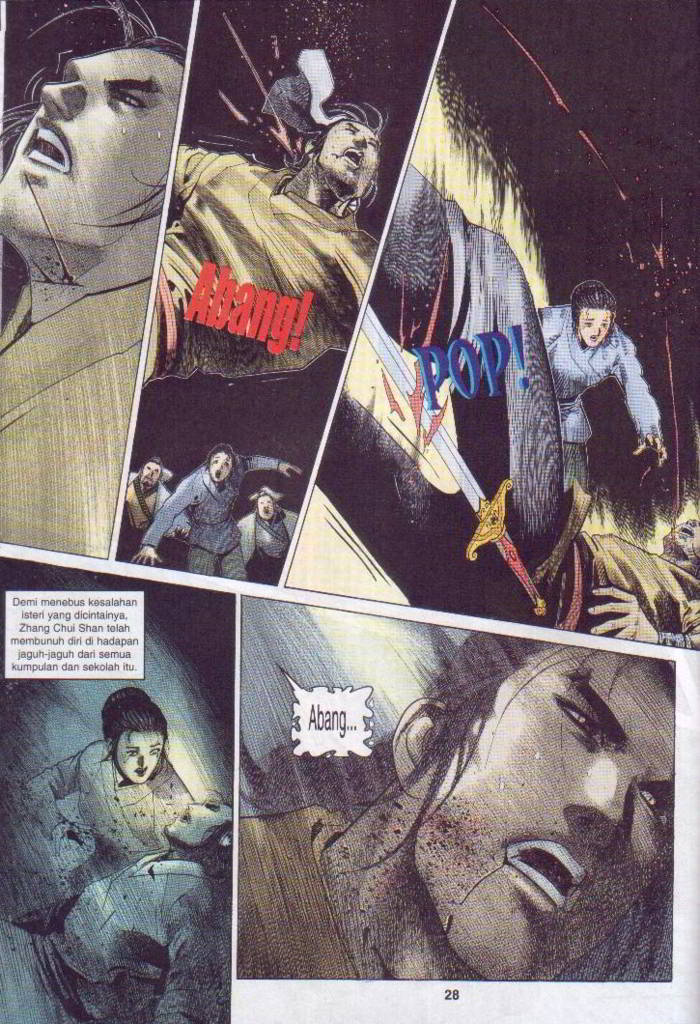 Abang!
POP!
Demi menebus kesalahan
isteri yang dicintainya,
Zhang Chui Shan telah
membunuh diri di hadapan
jaguh-jaguh dari semua
kumpulan dan sekolah itu.
Abang...
28